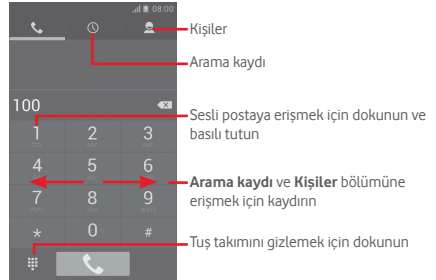 08:00
Kişiler
Arama kaydı
100
Sesli postaya erişmek için dokunun ve
basılı tutun
1 2 3
4 5 6
Arama kaydı ve Kişiler bölümüne
erişmek için kaydırın
7 8 9
* 0 #
Tuş takımını gizlemek için dokunun